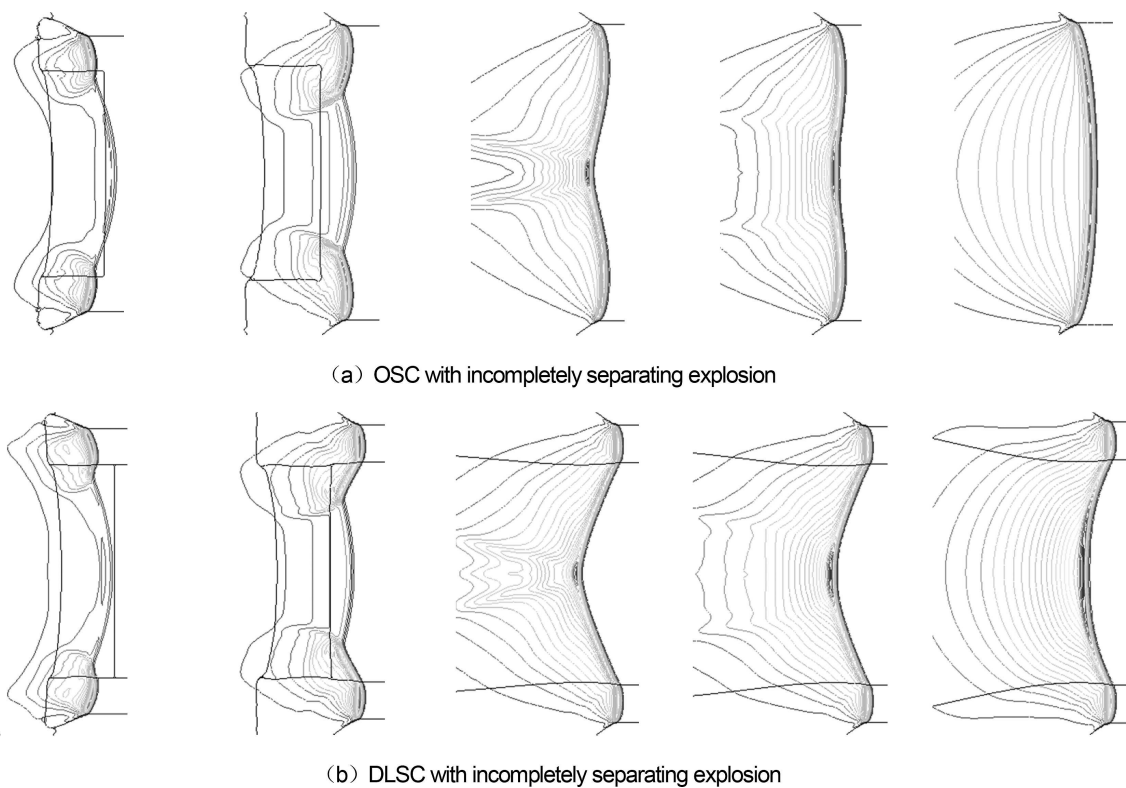 （a）OSC with incompletely separating explosion
（b）DLSC with incompletely separating explosion